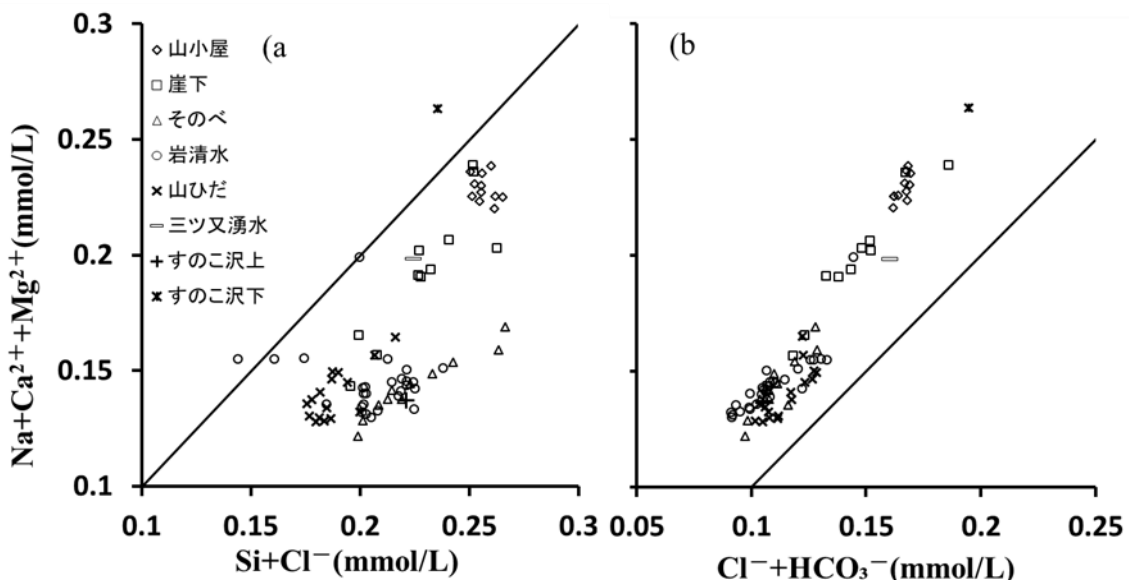 0.3
0.25
0.2
0.15
0.1
Na+Ca²⁺+Mg²⁺(mmol/L)
(a
山小屋
崖下
そのべ
岩清水
山ひだ
三ツ又湧水
すのこ沢上
すのこ沢下
0.1 0.15 0.2 0.25 0.3
Si+Cl⁻(mmol/L)
(b
0.05 0.1 0.15 0.2 0.25
Cl⁻+HCO₃⁻(mmol/L)